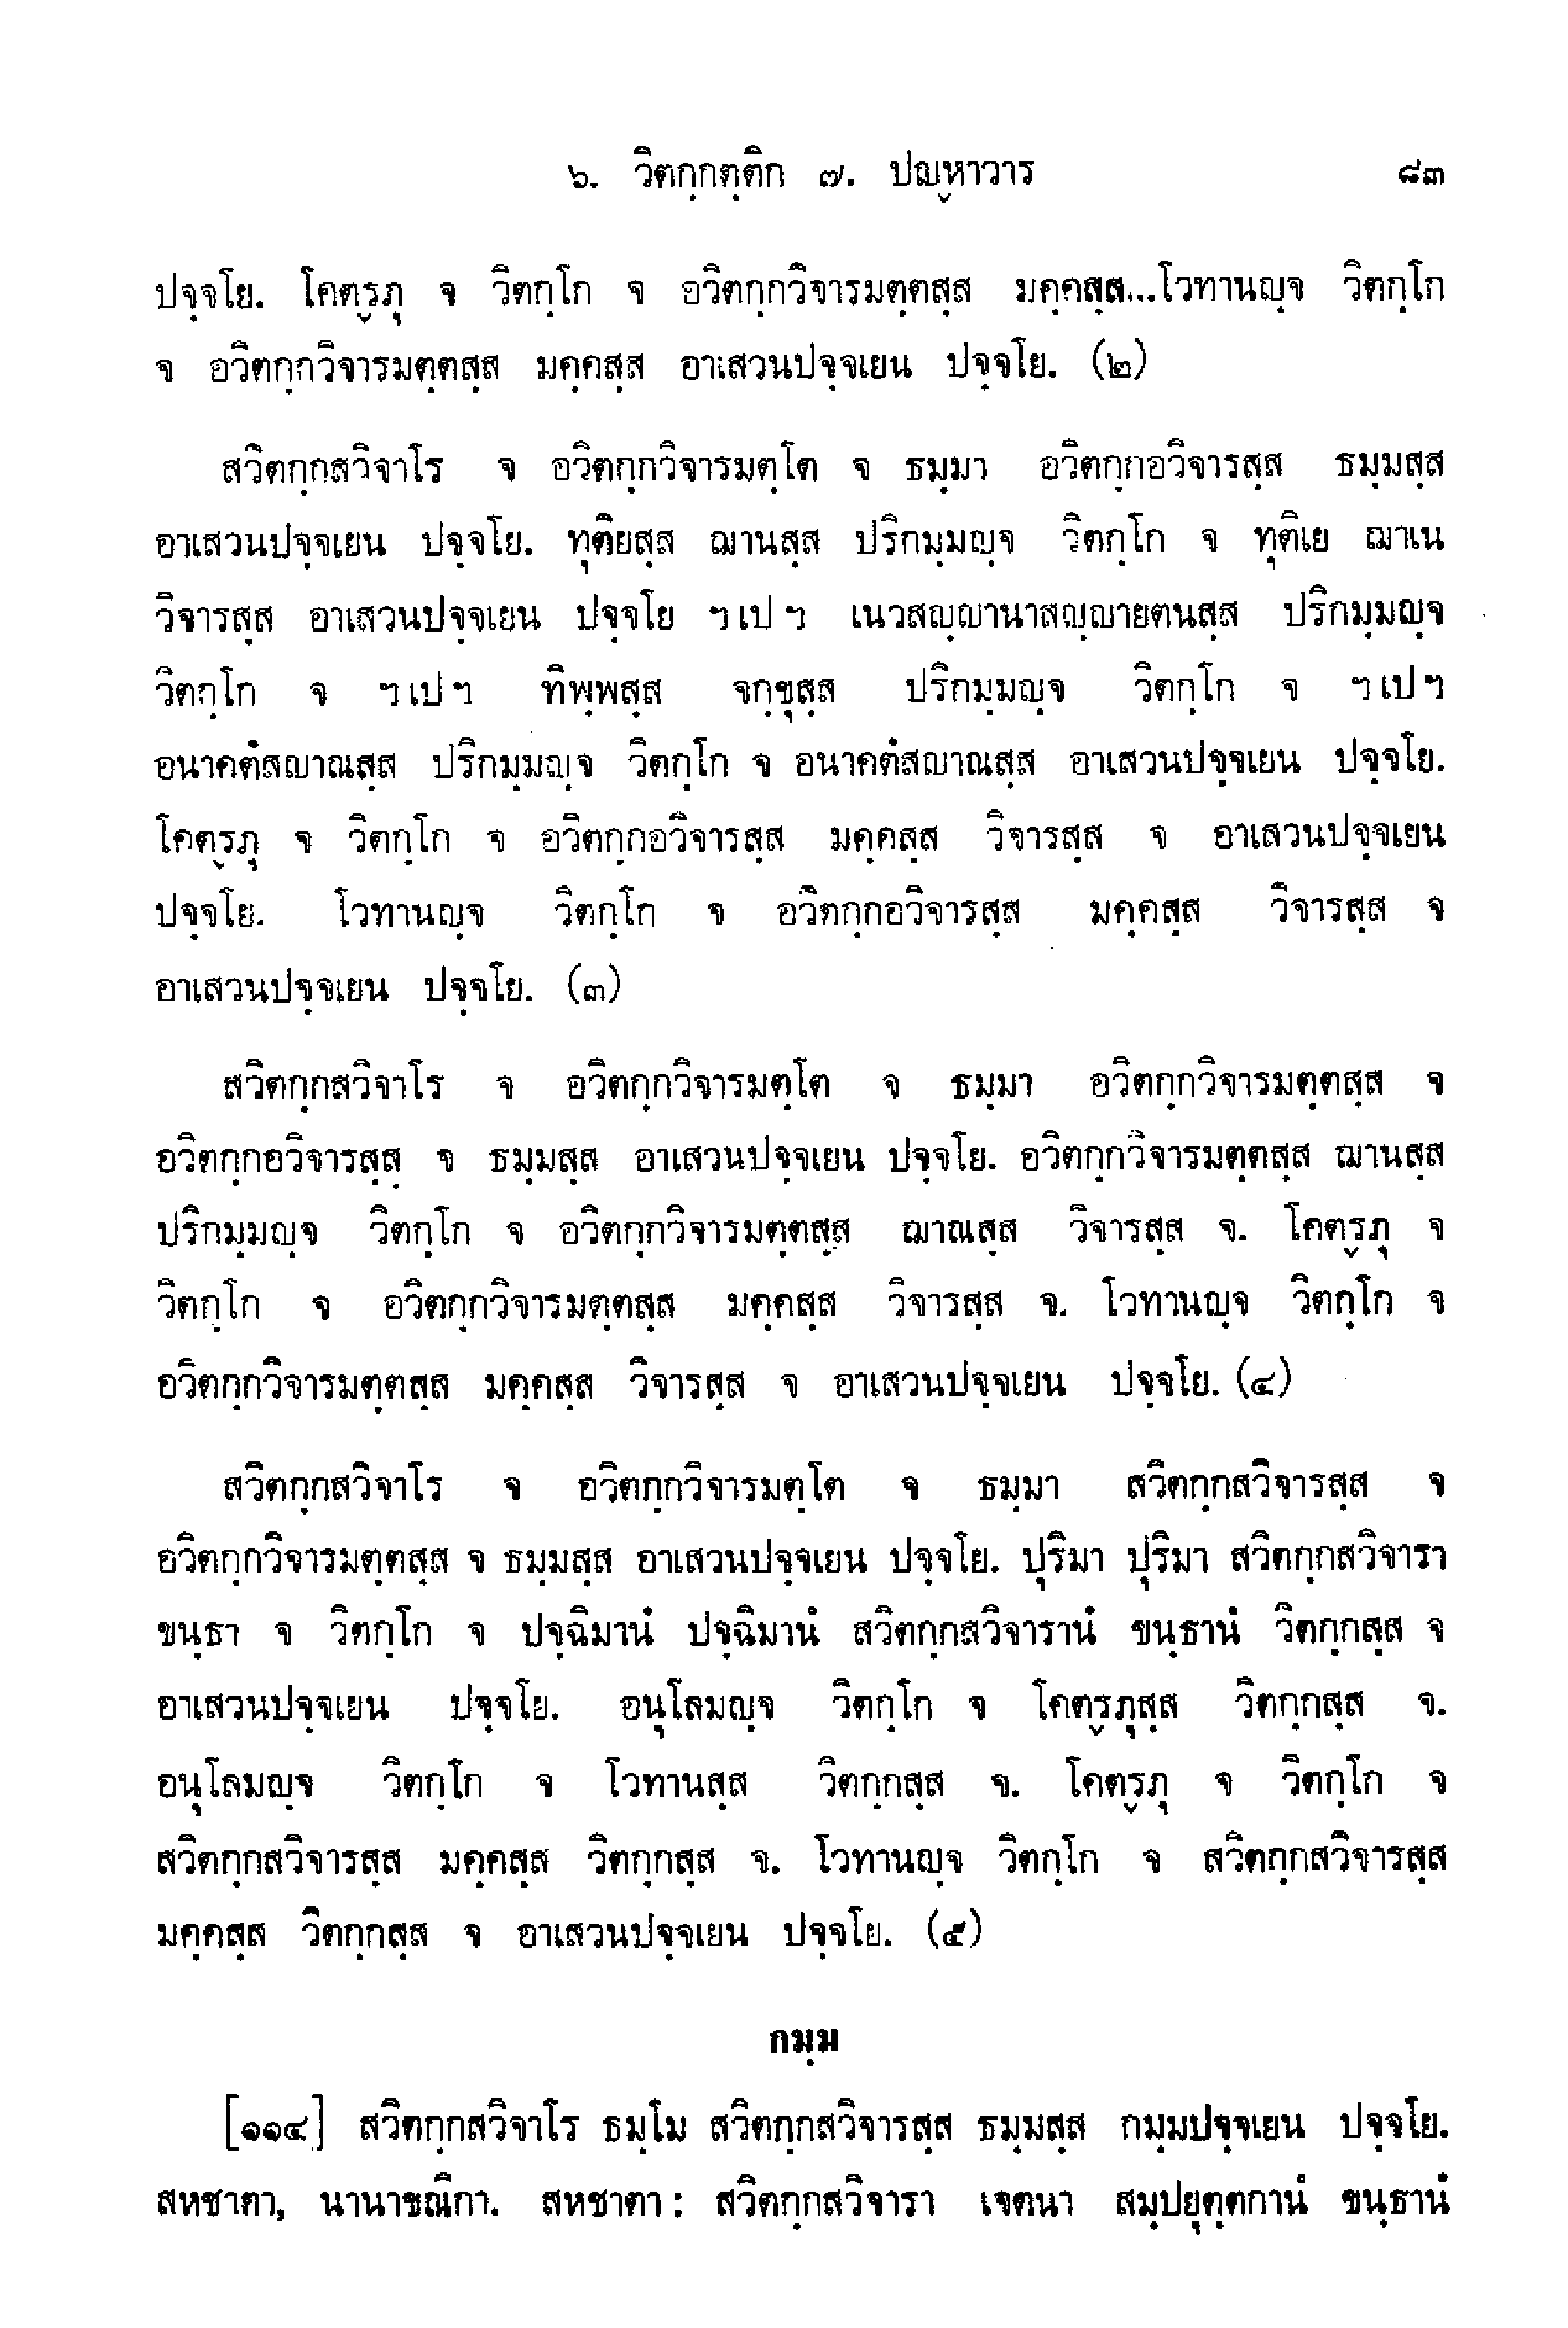 ๖. วิตกฺกตฺติก ๗. ปญฺหาวาร ๘๓
ปจฺจโย. โคตฺรภุ จ วิตกฺโก จ อวิตกฺกวิจารมตฺตสฺส มคฺคสฺส...โวทานญฺจ วิตกฺโก
จ อวิตกฺกวิจารมตฺตสฺส มคฺคสฺส อาเสวนปจฺจเยน ปจฺจโย. (๒)
สวิตกฺกสวิจาโร จ อวิตกฺกวิจารมตฺโต จ ธมฺมา อวิตกฺกอวิจารสฺส ธมฺมสฺส
อาเสวนปจฺจเยน ปจฺจโย. ทุติยสฺส ฌานสฺส ปริกมฺมญฺจ วิตกฺโก จ ทุติเย ฌาเน
วิจารสฺส อาเสวนปจฺจเยน ปจฺจโย ฯเปฯ เนวสญฺญานาสญฺญายตนสฺส ปริกมฺมญฺจ
วิตกฺโก จ ฯเปฯ ทิพฺพสฺส จกฺขุสฺส ปริกมฺมญฺจ วิตกฺโก จ ฯเปฯ
อนาคตํสญาณสฺส ปริกมฺมญฺจ วิตกฺโก จ อนาคตํสญาณสฺส อาเสวนปจฺจเยน ปจฺจโย.
โคตฺรภุ จ วิตกฺโก จ อวิตกฺกอวิจารสฺส มคฺคสฺส วิจารสฺส จ อาเสวนปจฺจเยน
ปจฺจโย. โวทานญฺจ วิตกฺโก จ อวิตกฺกอวิจารสฺส มคฺคสฺส วิจารสฺส จ
อาเสวนปจฺจเยน ปจฺจโย. (๓)
สวิตกฺกสวิจาโร จ อวิตกฺกวิจารมตฺโต จ ธมฺมา อวิตกฺกวิจารมตฺตสฺส จ
อวิตกฺกอวิจารสฺส จ ธมฺมสฺส อาเสวนปจฺจเยน ปจฺจโย. อวิตกฺกวิจารมตฺตสฺส ฌานสฺส
ปริกมฺมญฺจ วิตกฺโก จ อวิตกฺกวิจารมตฺตสฺส ฌาณสฺส วิจารสฺส จ. โคตฺรภุ จ
วิตกฺโก จ อวิตกฺกวิจารมตฺตสฺส มคฺคสฺส วิจารสฺส จ. โวทานญฺจ วิตกฺโก จ
อวิตกฺกวิจารมตฺตสฺส มคฺคสฺส วิจารสฺส จ อาเสวนปจฺจเยน ปจฺจโย. (๔)
สวิตกฺกสวิจาโร จ อวิตกฺกวิจารมตฺโต จ ธมฺมา สวิตกฺกสวิจารสฺส จ
อวิตกฺกวิจารมตฺตสฺส จ ธมฺมสฺส อาเสวนปจฺจเยน ปจฺจโย. ปุริมา ปุริมา สวิตกฺกสวิจารา
ขนฺธา จ วิตกฺโก จ ปจฺฉิมานํ ปจฺฉิมานํ สวิตกฺกสวิจารานํ ขนฺธานํ วิตกฺกสฺส จ
อาเสวนปจฺจเยน ปจฺจโย. อนุโลมญฺจ วิตกฺโก จ โคตฺรภุสฺส วิตกฺกสฺส จ.
อนุโลมญฺจ วิตกฺโก จ โวทานสฺส วิตกฺกสฺส จ. โคตฺรภุ จ วิตกฺโก จ
สวิตกฺกสวิจารสฺส มคฺคสฺส วิตกฺกสฺส จ. โวทานญฺจ วิตกฺโก จ สวิตกฺกสวิจารสฺส
มคฺคสฺส วิตกฺกสฺส จ อาเสวนปจฺจเยน ปจฺจโย. (๕)
กมฺม
[๑๑๔] สวิตกฺกสวิจาโร ธมฺโม สวิตกฺกสวิจารสฺส ธมฺมสฺส กมฺมปจฺจเยน ปจฺจโย.
สหชาตา, นานาขณิกา. สหชาตา : สวิตกฺกสวิจารา เจตนา สมฺปยุตฺตกานํ ขนฺธานํ